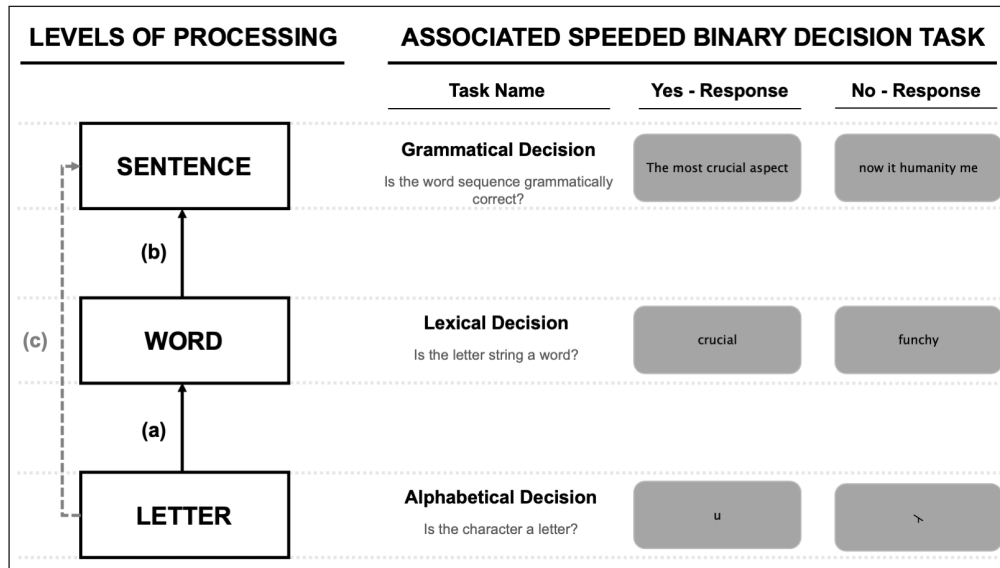 LEVELS OF PROCESSING
ASSOCIATED SPEEDED BINARY DECISION TASK
Task Name
Yes - Response
No - Response
SENTENCE
Grammatical Decision
Is the word sequence grammatically
correct?
The most crucial aspect
now it humanity me
(b)
(c)
WORD
Lexical Decision
Is the letter string a word?
crucial
funchy
(a)
LETTER
Alphabetical Decision
Is the character a letter?
u